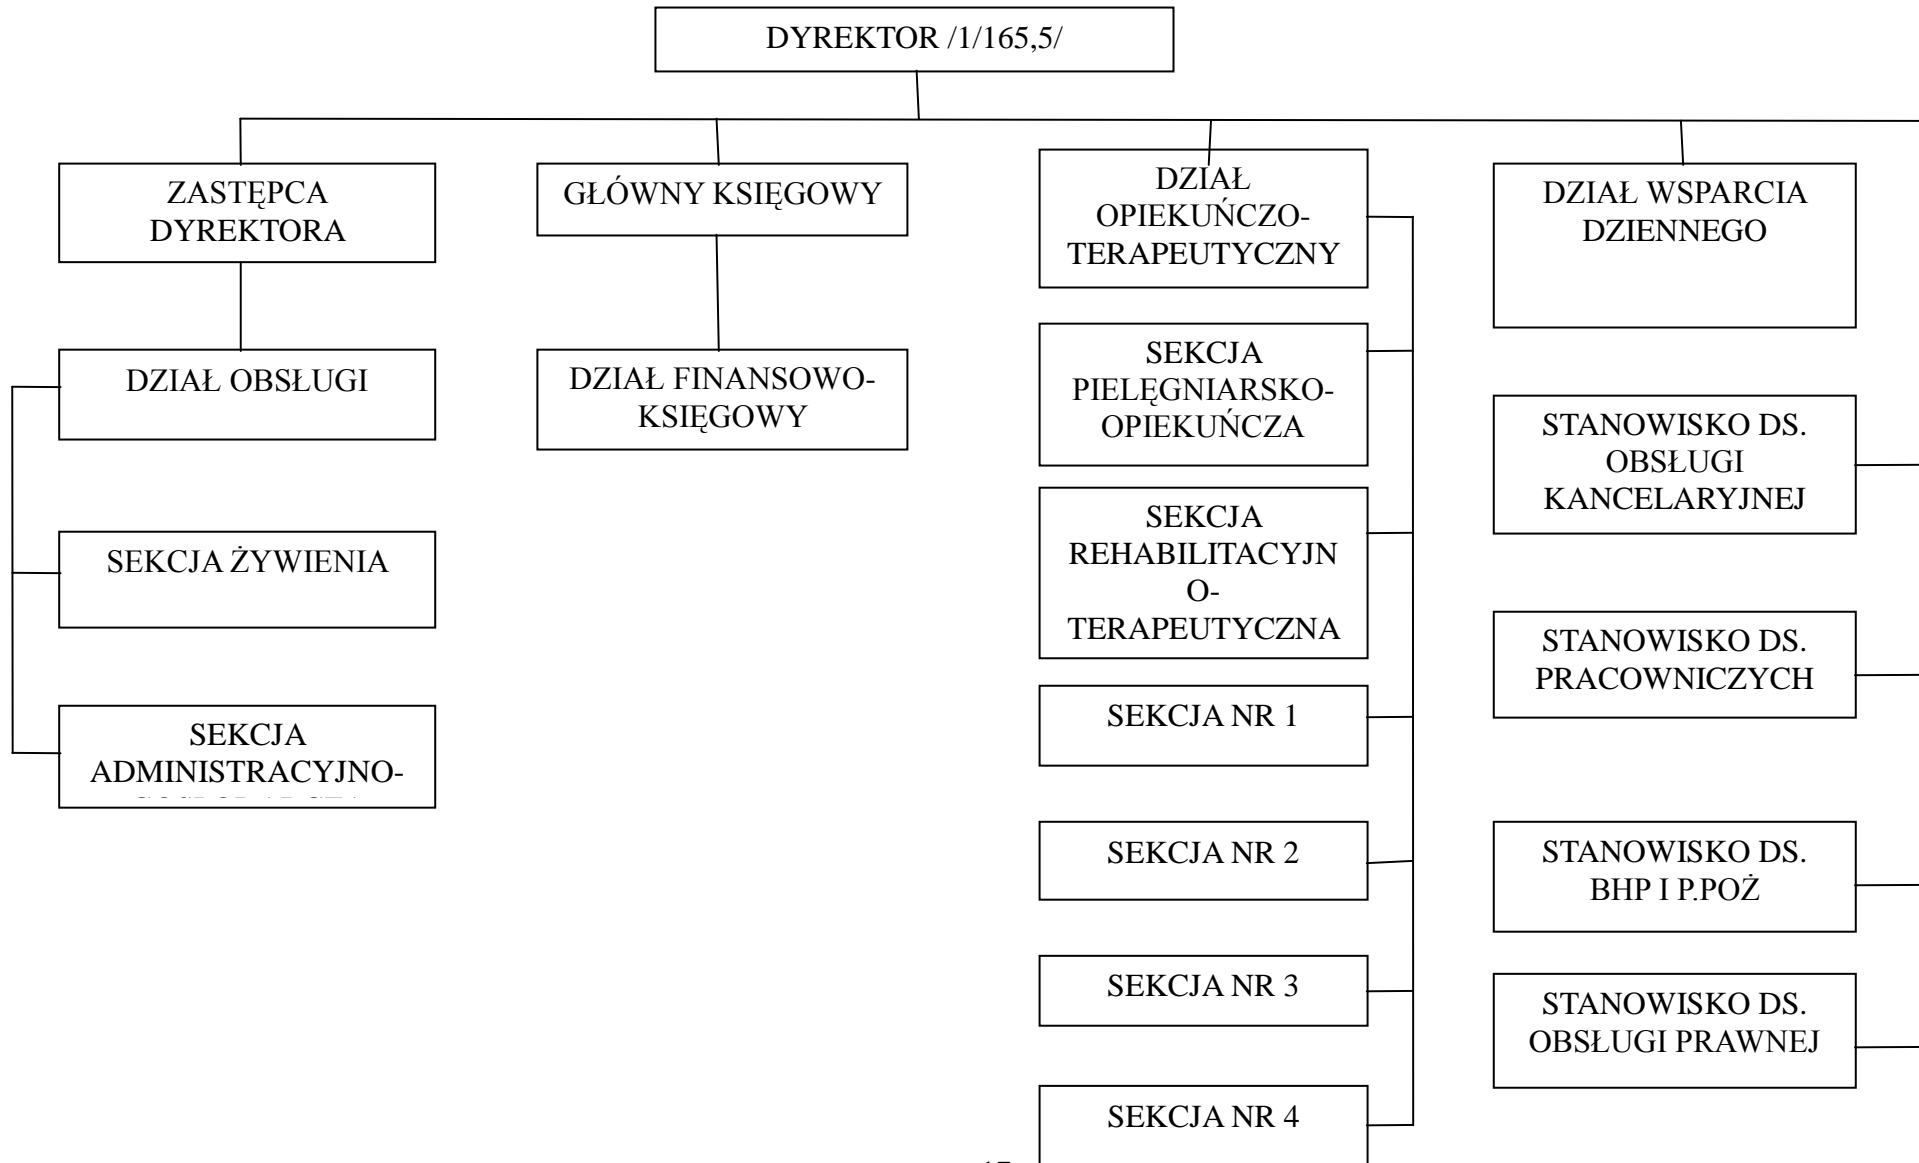 DYREKTOR /1/165,5/
ZASTĘPCA
DYREKTORA
GŁÓWNY KSIĘGOWY
DZIAŁ
OPIEKUŃCZO-
TERAPEUTYCZNY
DZIAŁ WSPARCIA
DZIENNEGO
DZIAŁ OBSŁUGI
SEKCJA ŻYWIENIA
SEKCJA
ADMINISTRACYJNO-
DZIAŁ FINANSOWO-
KSIĘGOWY
SEKCJA
PIELĘGNIARSKO-
OPIEKUŃCZA
SEKCJA
REHABILITACYJN
O-
TERAPEUTYCZNA
SEKCJA NR 1
SEKCJA NR 2
SEKCJA NR 3
SEKCJA NR 4
STANOWISKO DS.
OBSŁUGI
KANCELARYJNEJ
STANOWISKO DS.
PRACOWNICZYCH
STANOWISKO DS.
BHP I P.POŻ
STANOWISKO DS.
OBSŁUGI PRAWNEJ